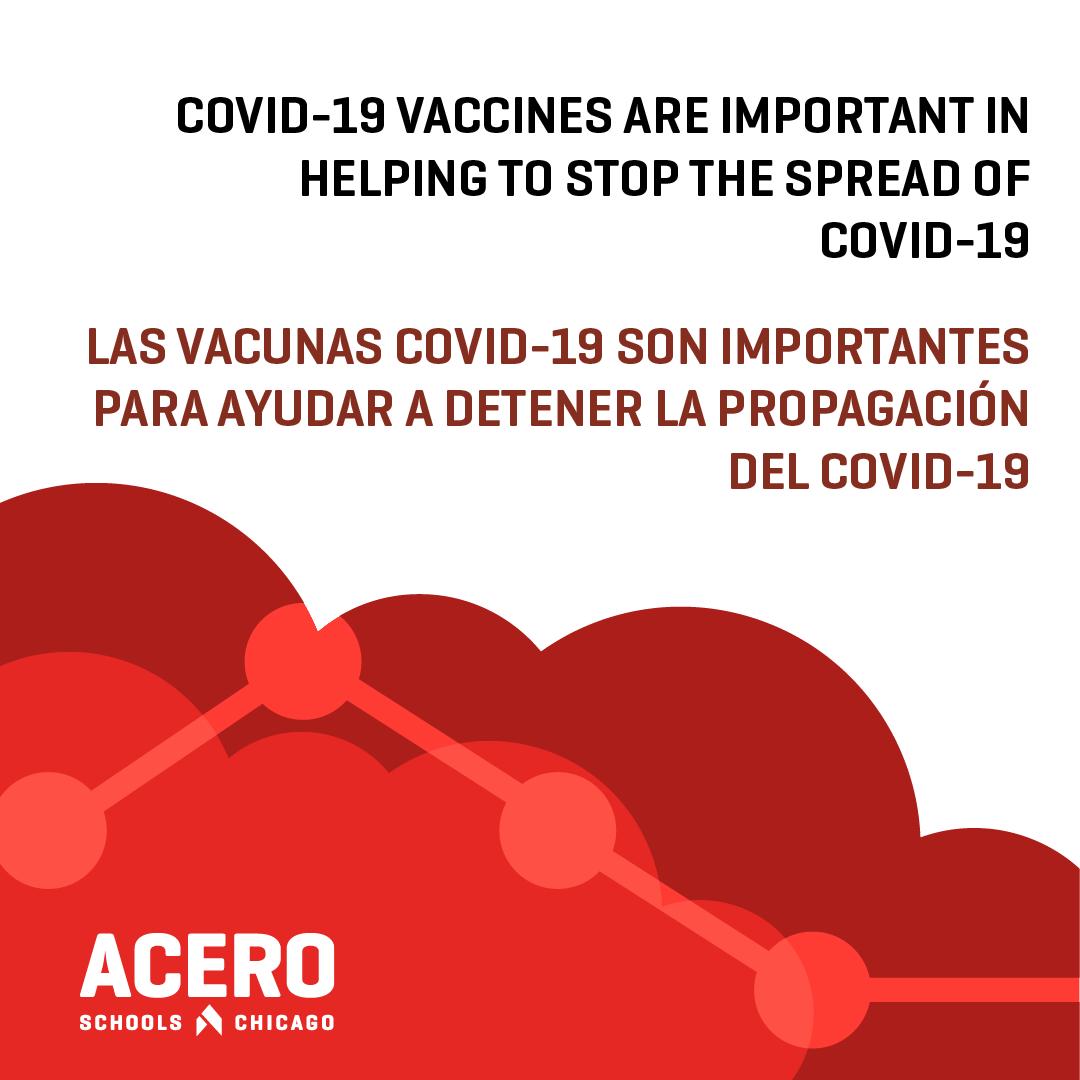 COVID-19 VACCINES ARE IMPORTANT IN
HELPING TO STOP THE SPREAD OF
COVID-19
LAS VACUNAS COVID-19 SON IMPORTANTES
PARA AYUDAR A DETENER LA PROPAGACIÓN
DEL COVID-19
ACERO
SCHOOLS CHICAGO